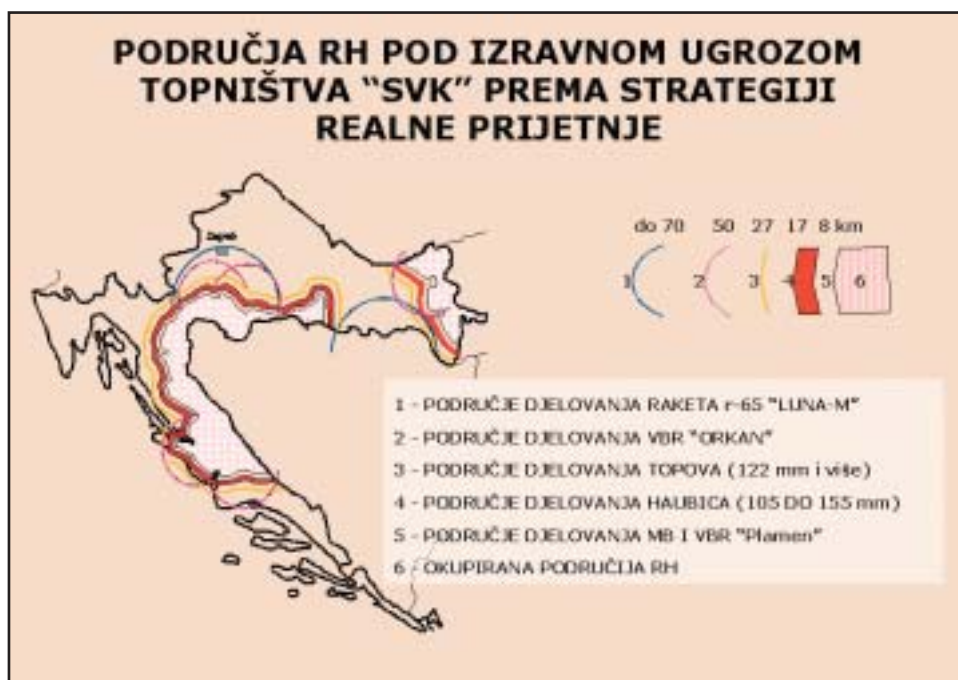 PODRUČJA RH POD IZRAVNOM UGROZOM
TOPNIŠTVA “SVK” PREMA STRATEGIJI
REALNE PRIJETNJE
Zagreb
do 70 50 27 17 8 km
1 2 3 4 5 6
1 - PODRUČJE DJELOVANJA RAKETA r-65 "LUNA-M"
2 - PODRUČJE DJELOVANJA VBR "ORKAN"
3 - PODRUČJE DJELOVANJA TOPOVA (122 mm i više)
4 - PODRUČJE DJELOVANJA HAUBICA (105 DO 155 mm)
5 - PODRUČJE DJELOVANJA MB I VBR "Plamen"
6 - OKUPIRANA PODRUČIJA RH